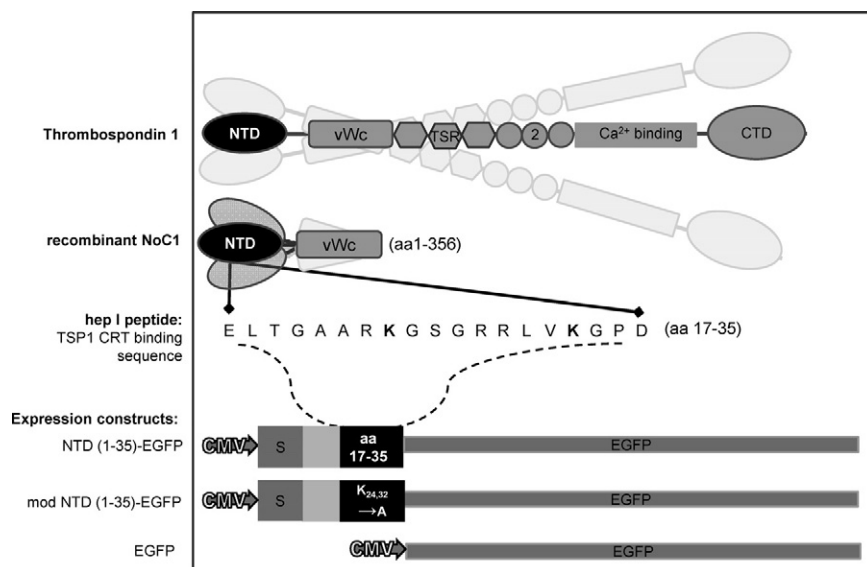 Thrombospondin 1
NTD
vWc
TSR
2
Ca²⁺ binding
CTD
recombinant NoC1
NTD
vWc
(aa1-356)
hep I peptide:
TSP1 CRT binding
sequence
E L T G A A R K G S G R R L V K G P D (aa 17-35)
Expression constructs:
NTD (1-35)-EGFP
CMV
S
aa
17-35
EGFP
mod NTD (1-35)-EGFP
CMV
S
K₂₄,₃₂
→A
EGFP
EGFP
CMV
EGFP